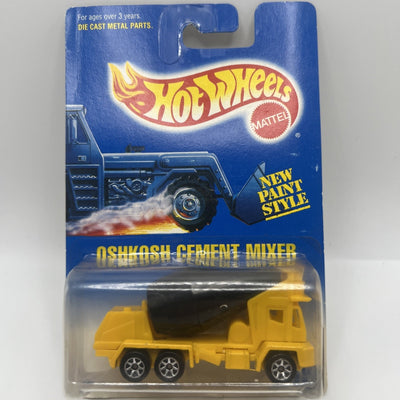 For ages over 3 years.
DIE CAST METAL PARTS.
HOT WHEELS
MATTEL
NEW
PAINT
STYLE
OSHKOSH CEMENT MIXER